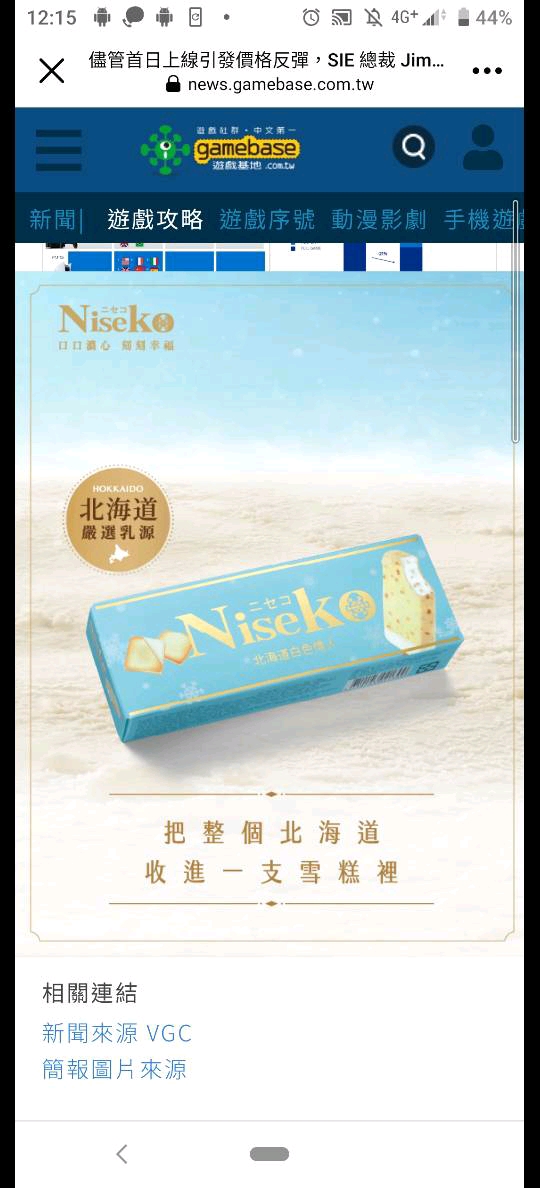 12:15
4G+
44%
儘管首日上線引發價格反彈，SIE 總裁 Jim...
news.gamebase.com.tw
遊戲社群・中文第一
gamebase
遊戲基地 .com.tw
新聞| 遊戲攻略 遊戲序號 動漫影劇 手機遊
ニセコ
Niseko
口口濃心 刻刻幸福
HOKKAIDO
北海道
嚴選乳源
ニセコ
Niseko
北海道白色情人
把整個北海道
收進一支雪糕裡
相關連結
新聞來源 VGC
簡報圖片來源